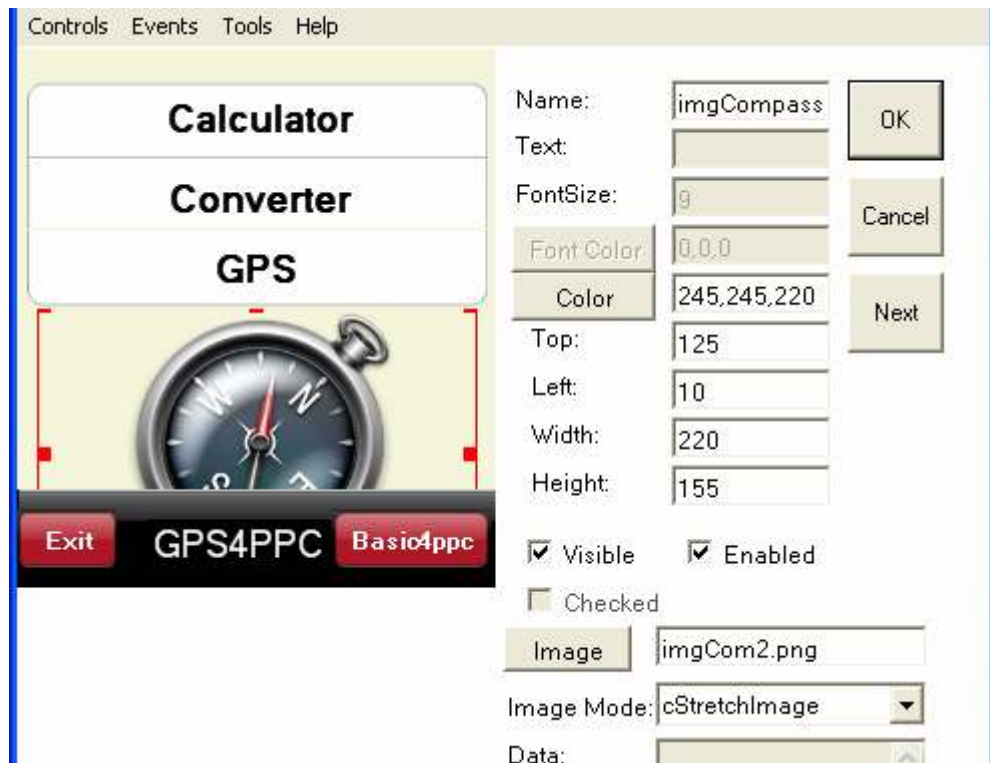 Controls Events Tools Help
Calculator
Converter
GPS
W N
S E
Exit GPS4PPC Basic4ppc
Name: imgCompass OK
Text:
FontSize: 9 Cancel
Font Color 0,0,0
Color 245,245,220 Next
Top: 125
Left: 10
Width: 220
Height: 155
Visible Enabled
Checked
Image imgCom2.png
Image Mode: cStretchImage
Data: